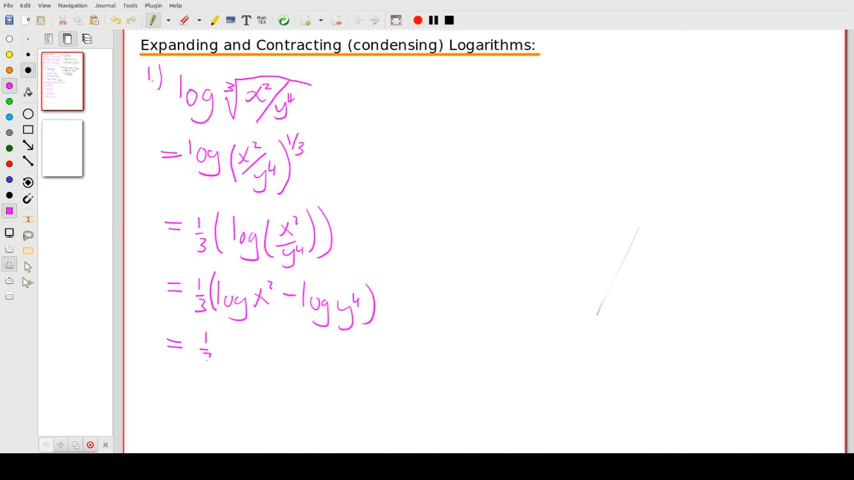 File Edit View Navigation Journal Tools Plugin Help
Expanding and Contracting (condensing) Logarithms:
1.) log ∛(x²/y⁴)
= log (x²/y⁴)^1/3
= 1/3 (log (x²/y⁴))
= 1/3 (log x² - log y⁴)
= 1/3